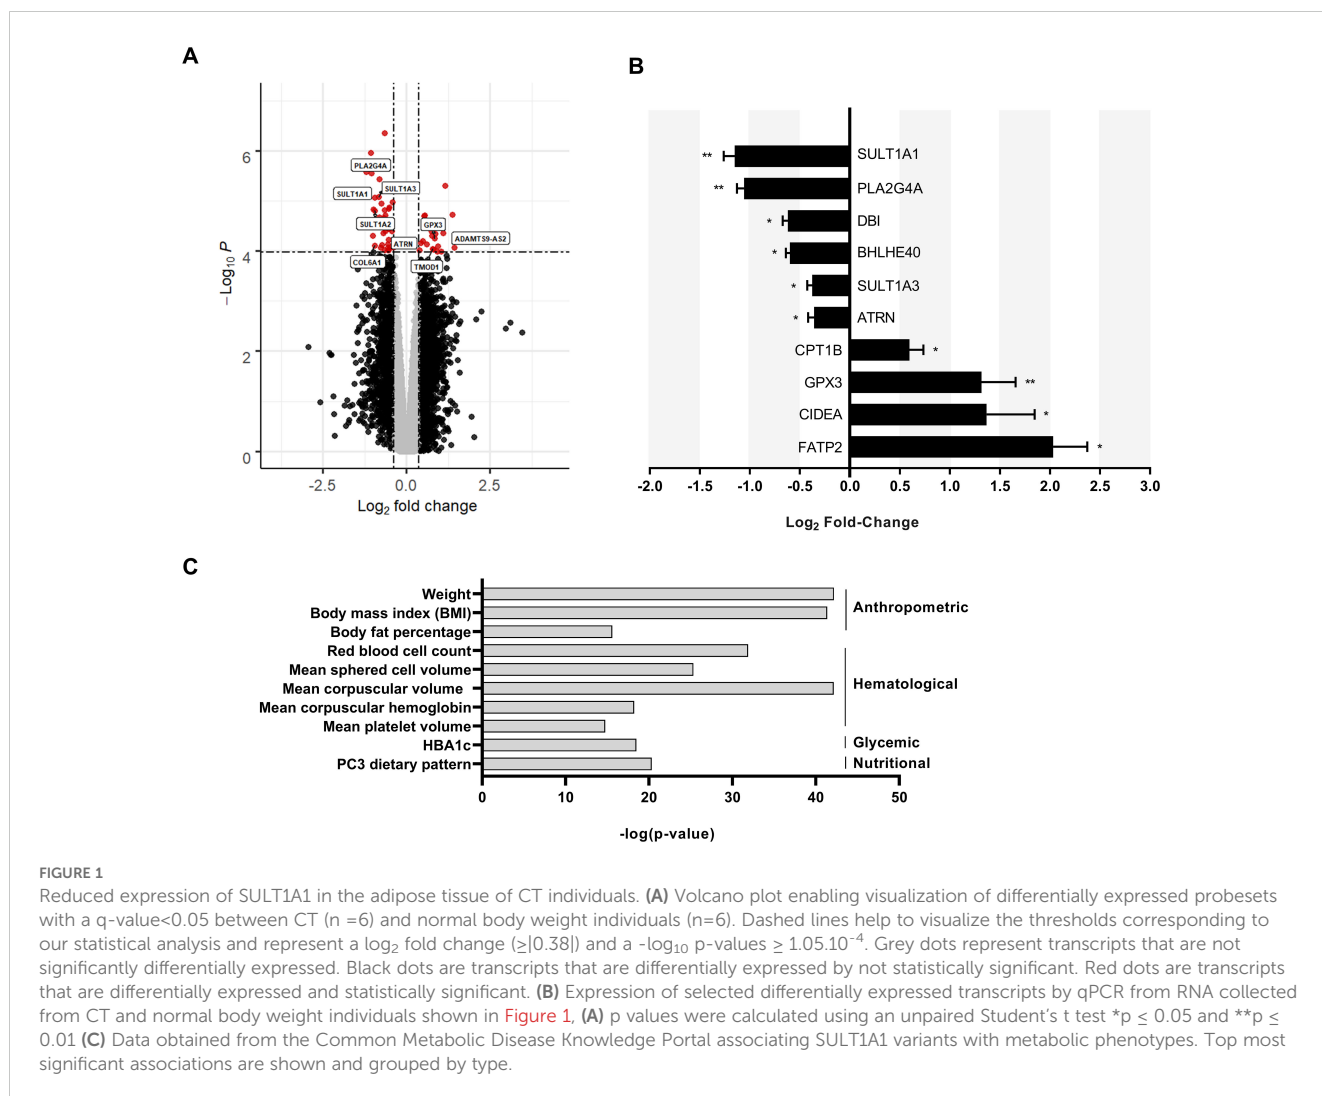 A
6
4
2
0
-2.5
0.0
2.5
–Log10 P
Log2 fold change
PLA2G4A
SULT1A3
SULT1A1
SULT1A2
GPX3
ATRN
ADAMTS9-AS2
COL6A1
TMOD1
B
** SULT1A1
** PLA2G4A
* DBI
* BHLHE40
* SULT1A3
* ATRN
CPT1B *
GPX3 **
CIDEA *
FATP2 *
-2.0 -1.5 -1.0 -0.5 0.0 0.5 1.0 1.5 2.0 2.5 3.0
Log2 Fold-Change
C
Weight
Body mass index (BMI)
Body fat percentage
Red blood cell count
Mean sphered cell volume
Mean corpuscular volume
Mean corpuscular hemoglobin
Mean platelet volume
HBA1c
PC3 dietary pattern
Anthropometric
Hematological
Glycemic
Nutritional
0 10 20 30 40 50
-log(p-value)
FIGURE 1
Reduced expression of SULT1A1 in the adipose tissue of CT individuals. (A) Volcano plot enabling visualization of differentially expressed probesets
with a q-value<0.05 between CT (n =6) and normal body weight individuals (n=6). Dashed lines help to visualize the thresholds corresponding to
our statistical analysis and represent a log2 fold change (≥|0.38|) and a -log10 p-values ≥ 1.05.10-4. Grey dots represent transcripts that are not
significantly differentially expressed. Black dots are transcripts that are differentially expressed by not statistically significant. Red dots are transcripts
that are differentially expressed and statistically significant. (B) Expression of selected differentially expressed transcripts by qPCR from RNA collected
from CT and normal body weight individuals shown in Figure 1, (A) p values were calculated using an unpaired Student's t test *p ≤ 0.05 and **p ≤
0.01 (C) Data obtained from the Common Metabolic Disease Knowledge Portal associating SULT1A1 variants with metabolic phenotypes. Top most
significant associations are shown and grouped by type.